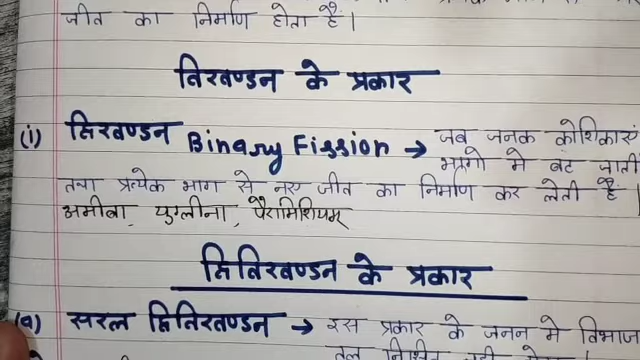 जीव का निर्माण होता है।
विखण्डन के प्रकार
(i) द्विखण्डन Binary Fission → जब जनक कोशिकाएं
भागो मे बंट जाती
तथा प्रत्येक भाग से नए जीव का निर्माण कर लेती है।
अमीबा, युग्लीना, पैरामिशियम्
द्विविखण्डन के प्रकार
(a) सरल द्विविखण्डन → इस प्रकार के जनन मे विभाज
तल